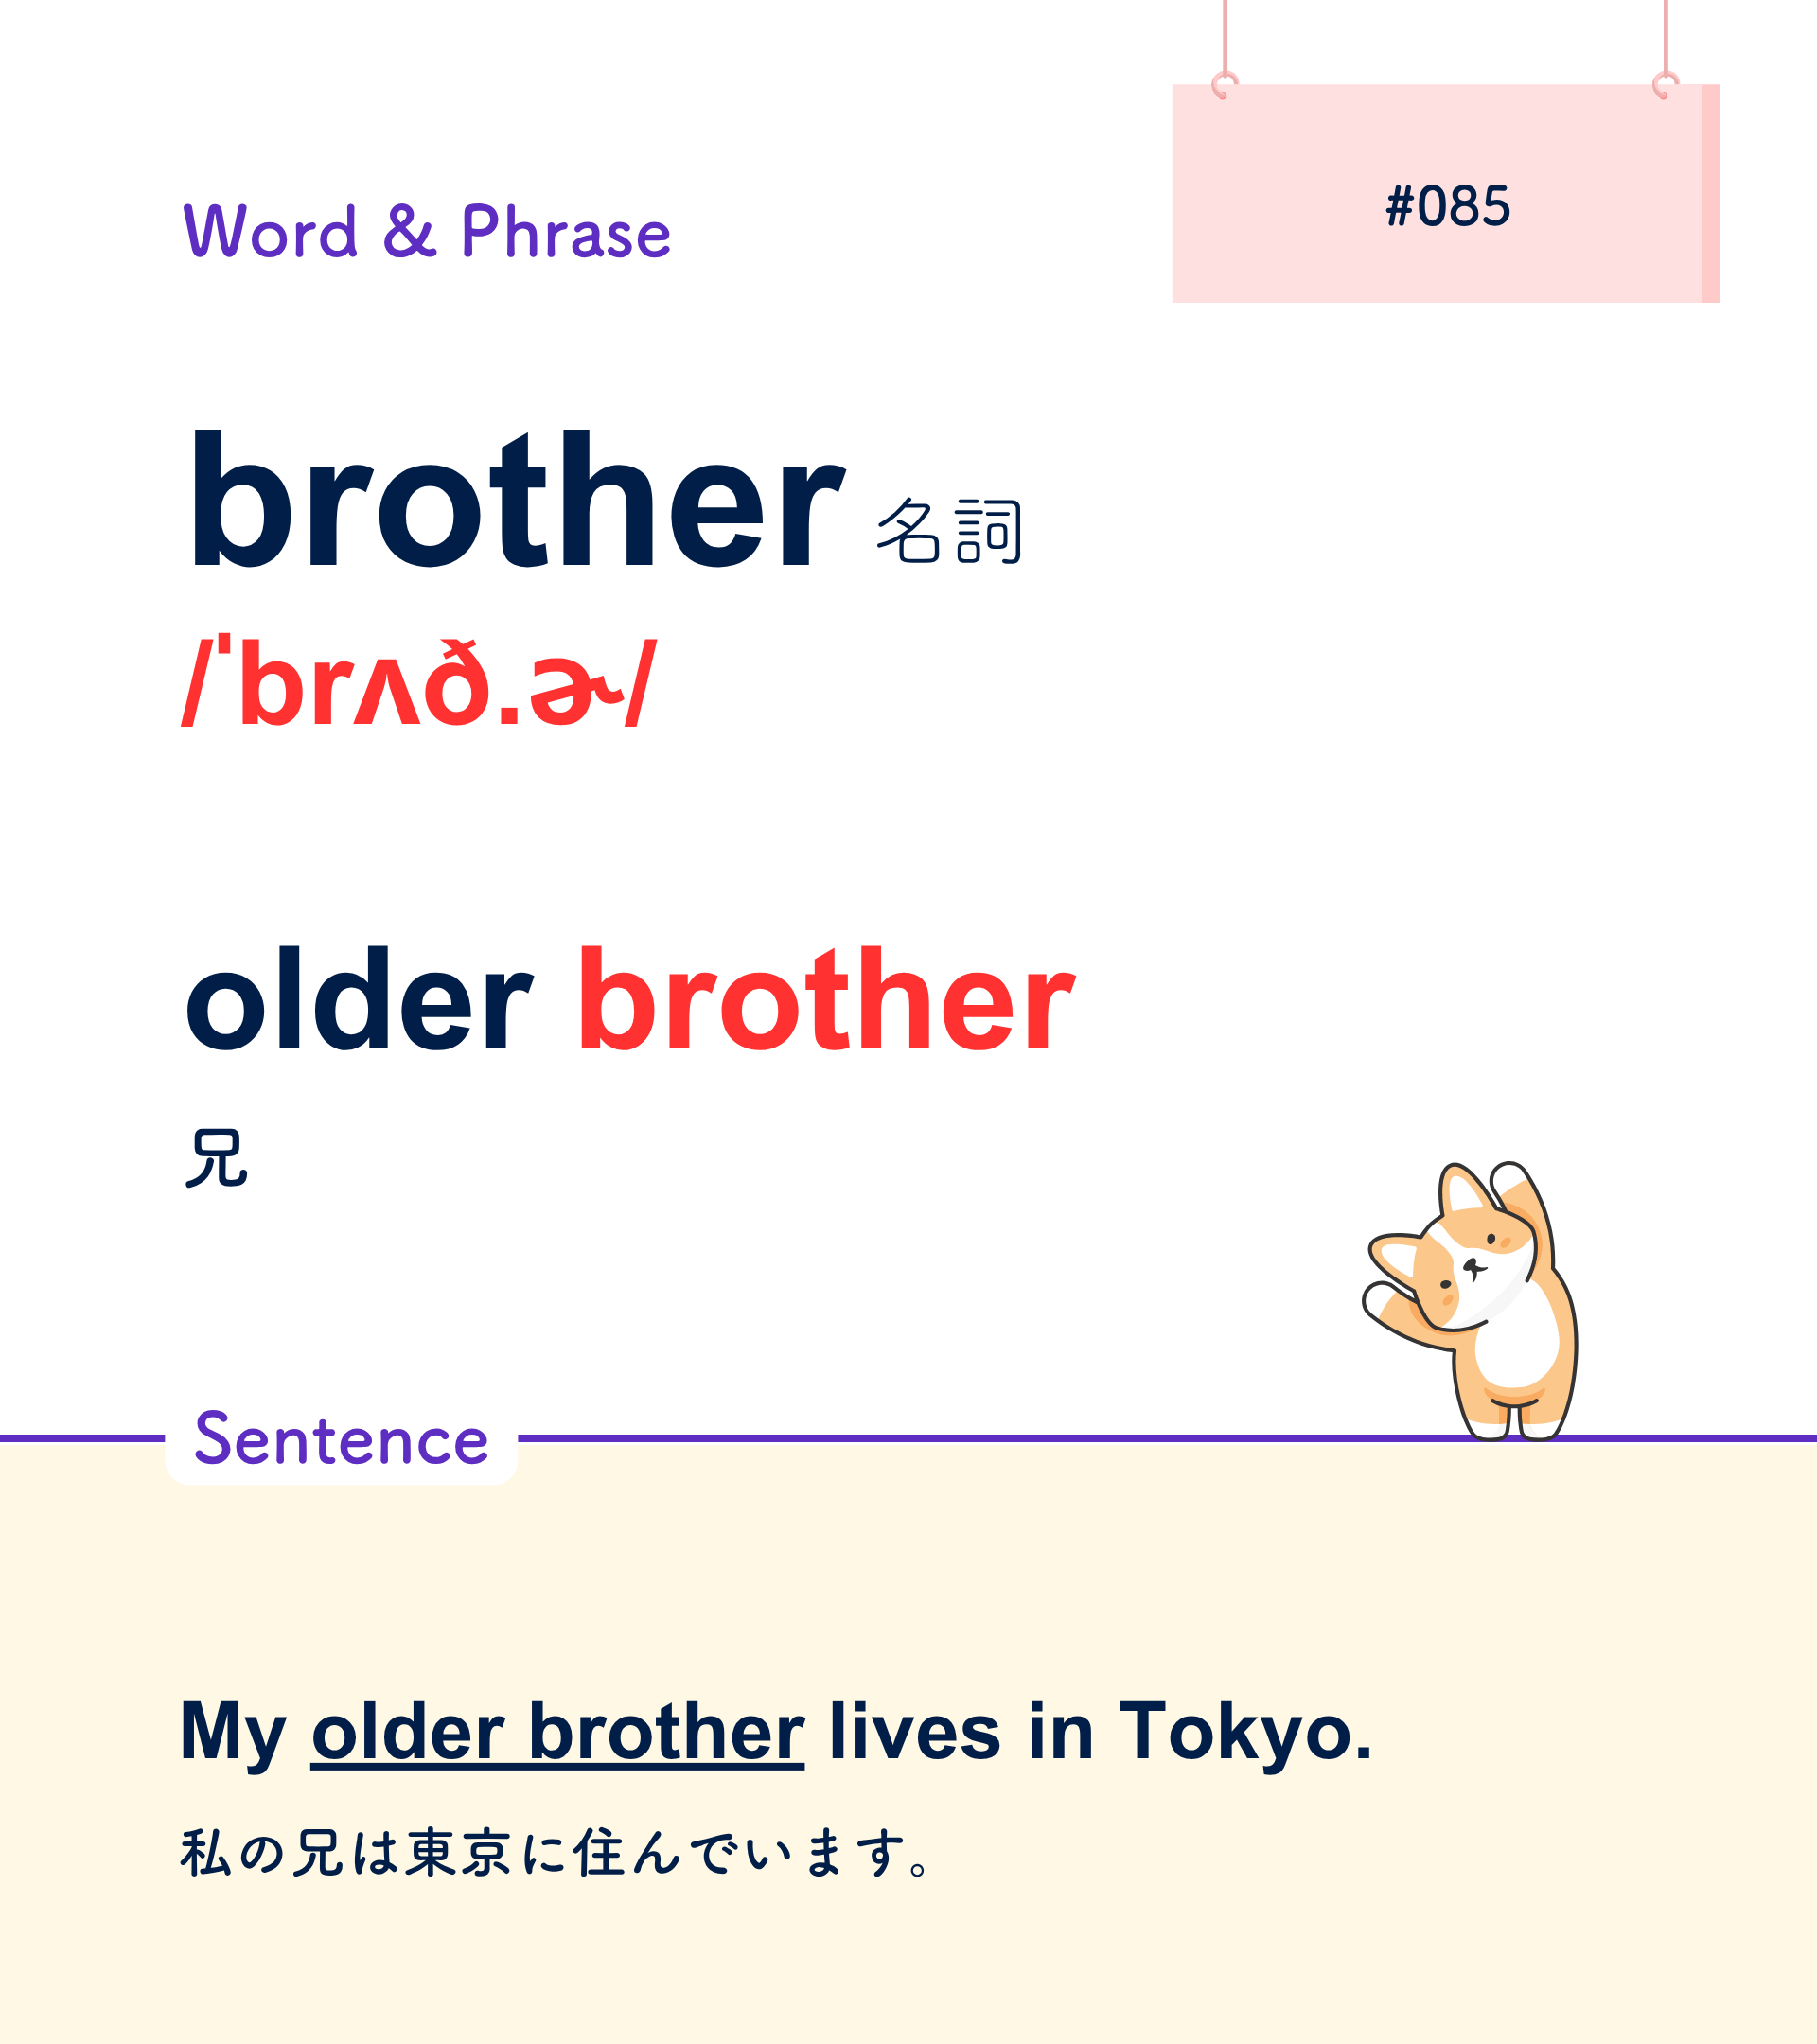 #085
Word & Phrase
brother 名詞
/ˈbrʌð.ɚ/
older brother
兄
Sentence
My older brother lives in Tokyo.
私の兄は東京に住んでいます。